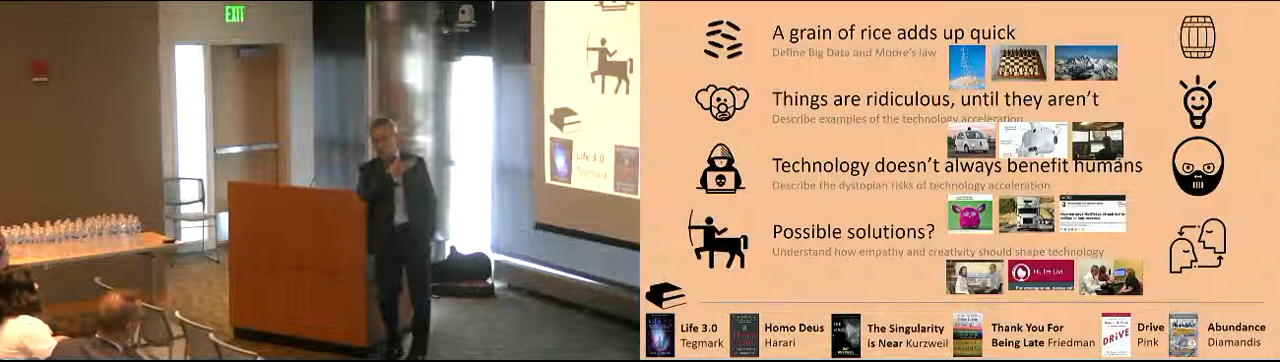 EXIT
Life 3.0
Tegmark
A grain of rice adds up quick
Define Big Data and Moore's law
Things are ridiculous, until they aren't
Describe examples of the technology acceleration
Technology doesn't always benefit humans
Describe the dystopian risks of technology acceleration
Possible solutions?
Understand how empathy and creativity should shape technology
Hi, I'm Livi
Life 3.0
Tegmark
Homo Deus
Harari
The Singularity
is Near Kurzweil
Thank You For
Being Late Friedman
DRiVE
Drive
Pink
Abundance
Diamandis